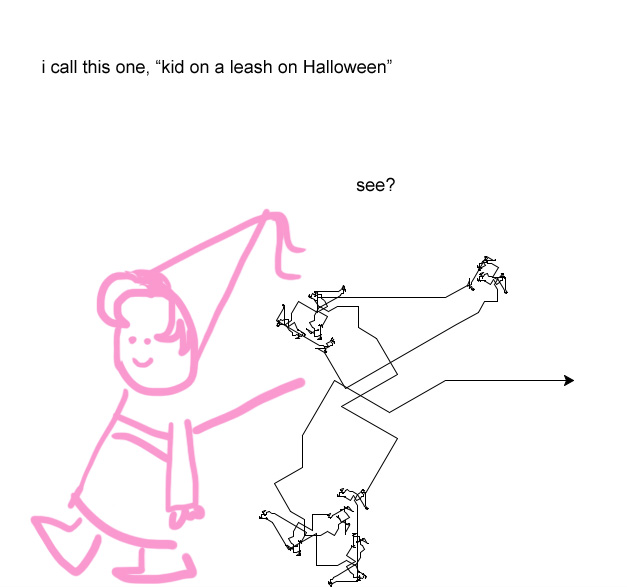 i call this one, “kid on a leash on Halloween”
see?